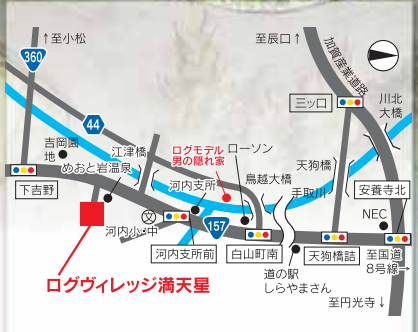 ↑至小松
至辰口↑
加賀産業道路
360
三ッ口
川北
大橋
44
吉岡園
地
江津橋
めおと岩温泉
ログモデル
男の隠れ家
ローソン
天狗橋
下吉野
河内支所
鳥越大橋
手取川
安養寺北
文
河内小・中
157
NEC
河内支所前
白山町南
道の駅
しらやまさん
天狗橋詰
至国道
8号線→
ログヴィレッジ満天星
至円光寺↓